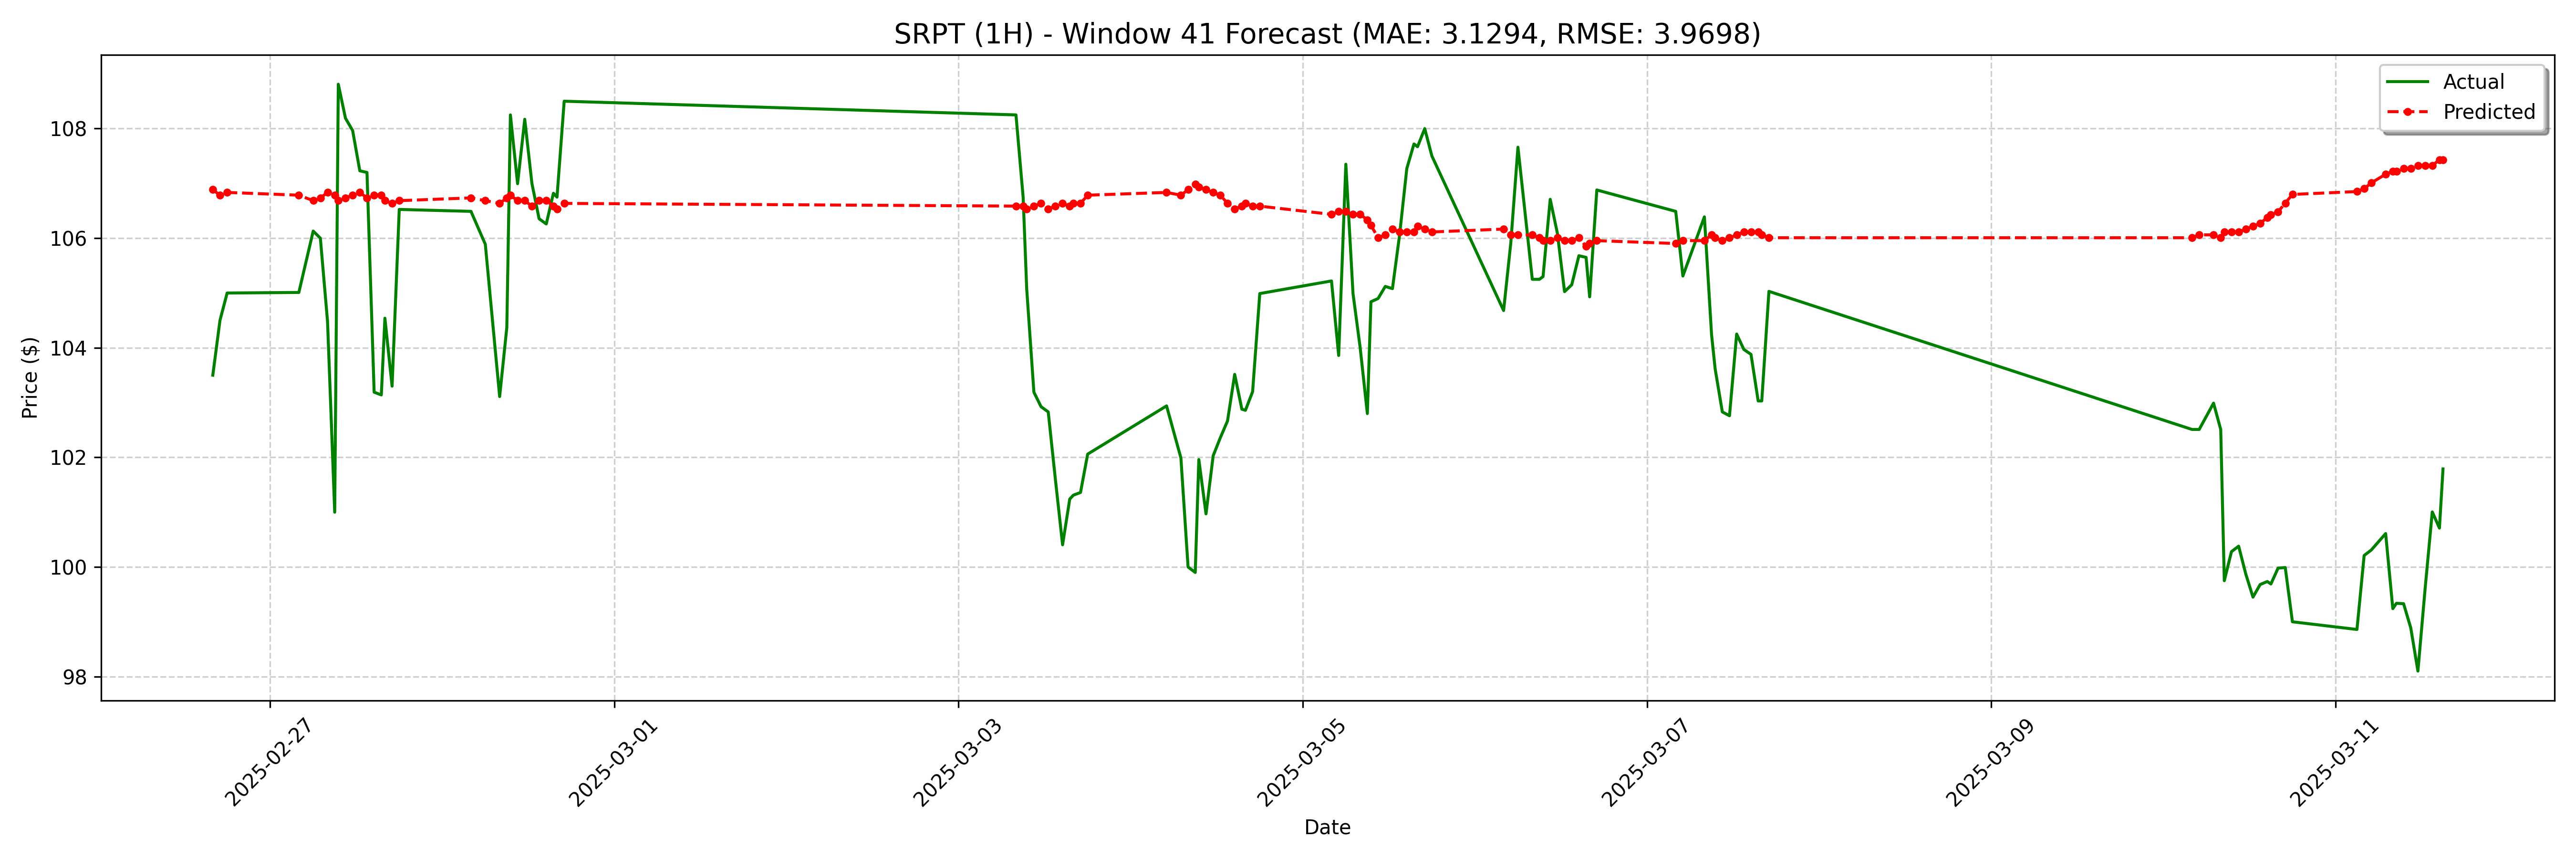 SRPT (1H) - Window 41 Forecast (MAE: 3.1294, RMSE: 3.9698)
Actual
Predicted
Price ($)
108
106
104
102
100
98
2025-02-27
2025-03-01
2025-03-03
2025-03-05
2025-03-07
2025-03-09
2025-03-11
Date